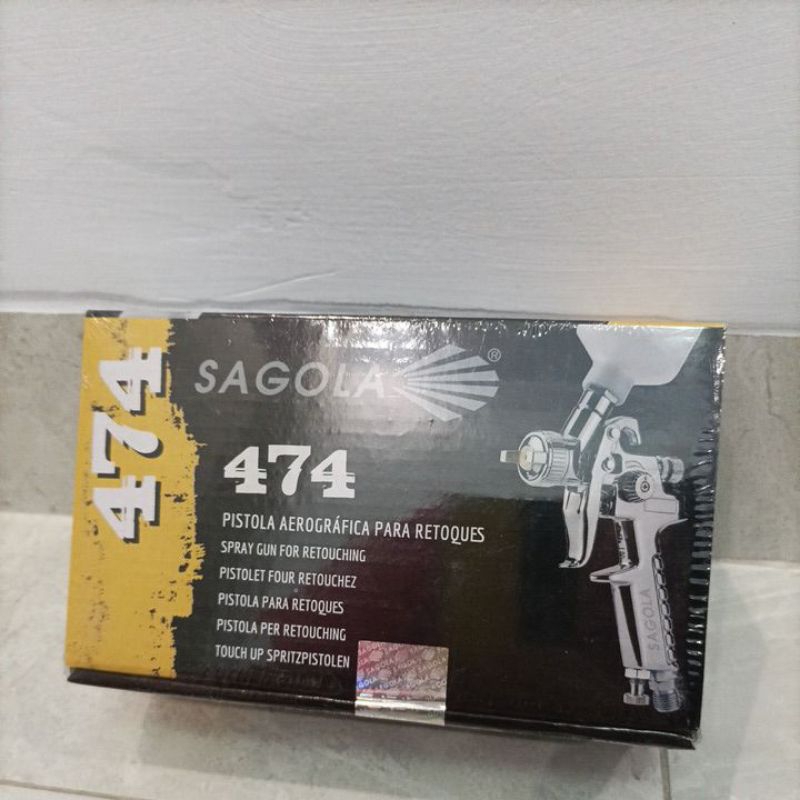 474
SAGOLA®
474
PISTOLA AEROGRÁFICA PARA RETOQUES
SPRAY GUN FOR RETOUCHING
PISTOLET FOUR RETOUCHEZ
PISTOLA PARA RETOQUES
PISTOLA PER RETOUCHING
TOUCH UP SPRITZPISTOLEN
SAGOLA